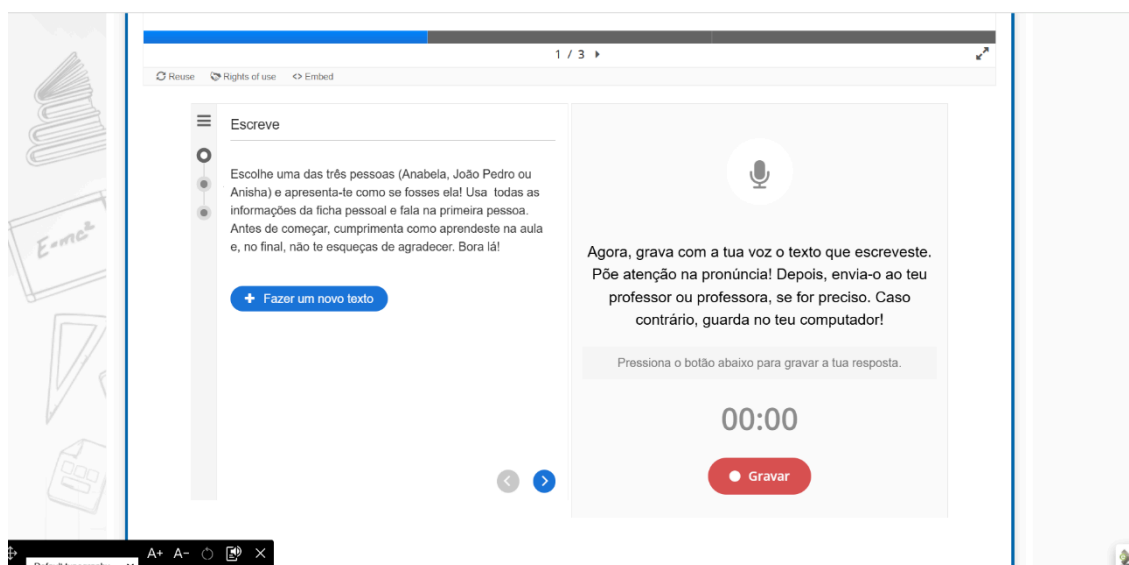 1 / 3
Reuse Rights of use <> Embed
Escreve
Escolhe uma das três pessoas (Anabela, João Pedro ou
Anisha) e apresenta-te como se fosses ela! Usa todas as
informações da ficha pessoal e fala na primeira pessoa.
Antes de começar, cumprimenta como aprendeste na aula
e, no final, não te esqueças de agradecer. Bora lá!
+ Fazer um novo texto
Agora, grava com a tua voz o texto que escreveste.
Põe atenção na pronúncia! Depois, envia-o ao teu
professor ou professora, se for preciso. Caso
contrário, guarda no teu computador!
Pressiona o botão abaixo para gravar a tua resposta.
00:00
Gravar
E=mc²
A+ A-